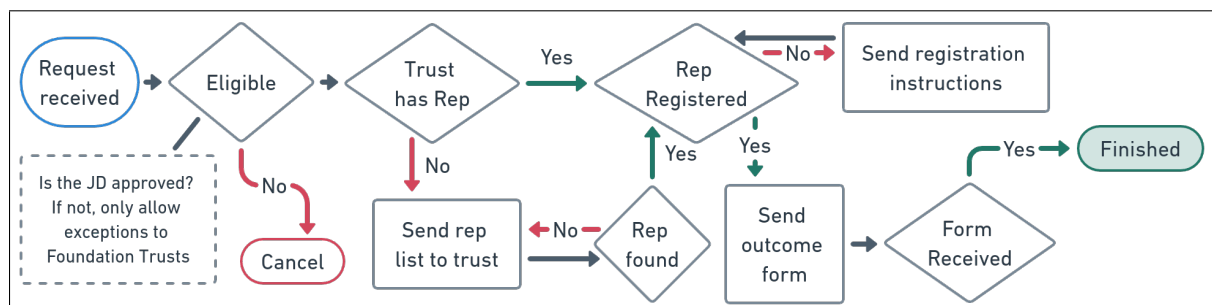 Request
received
Eligible
Trust
has Rep
Yes
Rep
Registered
No
Send registration
instructions
Is the JD approved?
If not, only allow
exceptions to
Foundation Trusts
No
Cancel
No
Send rep
list to trust
No
Rep
found
Yes
Yes
Send
outcome
form
Form
Received
Yes
Finished